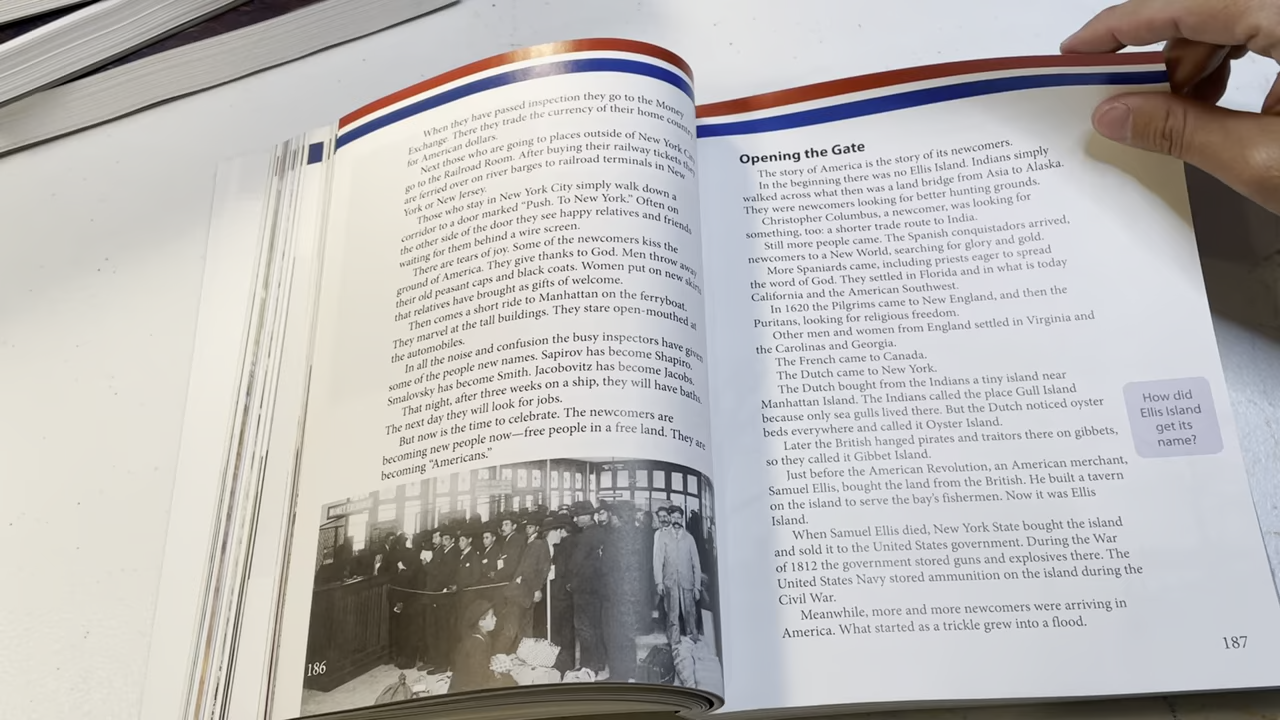 When they have passed inspection they go to the Money
Exchange. There they trade the currency of their home country
for American dollars.
Next those who are going to places outside of New York City
go to the Railroad Room. After buying their railway tickets they
are ferried over on river barges to railroad terminals in New
York or New Jersey.
Those who stay in New York City simply walk down a
corridor to a door marked “Push. To New York.” Often on
the other side of the door they see happy relatives and friends
waiting for them behind a wire screen.
There are tears of joy. Some of the newcomers kiss the
ground of America. They give thanks to God. Men throw away
their old peasant caps and black coats. Women put on new skirts
that relatives have brought as gifts of welcome.
Then comes a short ride to Manhattan on the ferryboat.
They marvel at the tall buildings. They stare open-mouthed at
the automobiles.
In all the noise and confusion the busy inspectors have given
some of the people new names. Sapirov has become Shapiro.
Smalovsky has become Smith. Jacobovitz has become Jacobs.
That night, after three weeks on a ship, they will have baths.
The next day they will look for jobs.
But now is the time to celebrate. The newcomers are
becoming new people now—free people in a free land. They are
becoming “Americans.”
186
Opening the Gate
The story of America is the story of its newcomers.
In the beginning there was no Ellis Island. Indians simply
walked across what then was a land bridge from Asia to Alaska.
They were newcomers looking for better hunting grounds.
Christopher Columbus, a newcomer, was looking for
something, too: a shorter trade route to India.
Still more people came. The Spanish conquistadors arrived,
newcomers to a New World, searching for glory and gold.
More Spaniards came, including priests eager to spread
the word of God. They settled in Florida and in what is today
California and the American Southwest.
In 1620 the Pilgrims came to New England, and then the
Puritans, looking for religious freedom.
Other men and women from England settled in Virginia and
the Carolinas and Georgia.
The French came to Canada.
The Dutch came to New York.
The Dutch bought from the Indians a tiny island near
Manhattan Island. The Indians called the place Gull Island
because only sea gulls lived there. But the Dutch noticed oyster
beds everywhere and called it Oyster Island.
Later the British hanged pirates and traitors there on gibbets,
so they called it Gibbet Island.
Just before the American Revolution, an American merchant,
Samuel Ellis, bought the land from the British. He built a tavern
on the island to serve the bay’s fishermen. Now it was Ellis
Island.
When Samuel Ellis died, New York State bought the island
and sold it to the United States government. During the War
of 1812 the government stored guns and explosives there. The
United States Navy stored ammunition on the island during the
Civil War.
Meanwhile, more and more newcomers were arriving in
America. What started as a trickle grew into a flood.
How did
Ellis Island
get its
name?
187